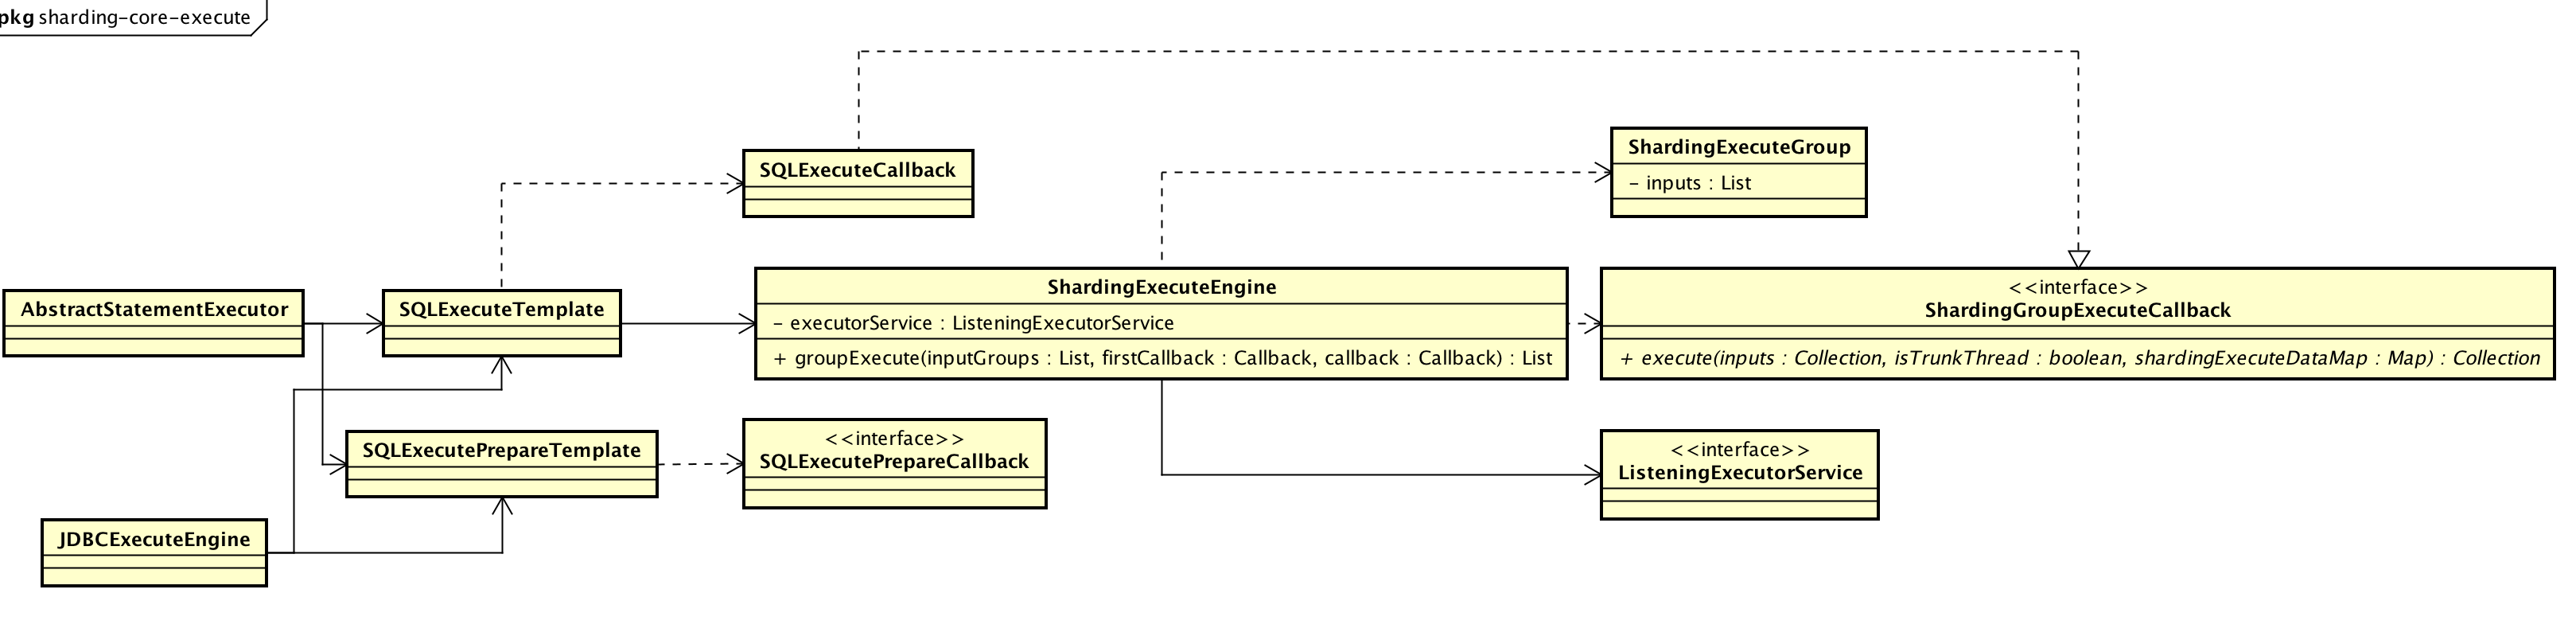 pkg sharding-core-execute
SQLExecuteCallback
ShardingExecuteGroup
- inputs : List
AbstractStatementExecutor
SQLExecuteTemplate
ShardingExecuteEngine
- executorService : ListeningExecutorService
+ groupExecute(inputGroups : List, firstCallback : Callback, callback : Callback) : List
<<interface>>
ShardingGroupExecuteCallback
+ execute(inputs : Collection, isTrunkThread : boolean, shardingExecuteDataMap : Map) : Collection
SQLExecutePrepareTemplate
<<interface>>
SQLExecutePrepareCallback
<<interface>>
ListeningExecutorService
JDBCExecuteEngine